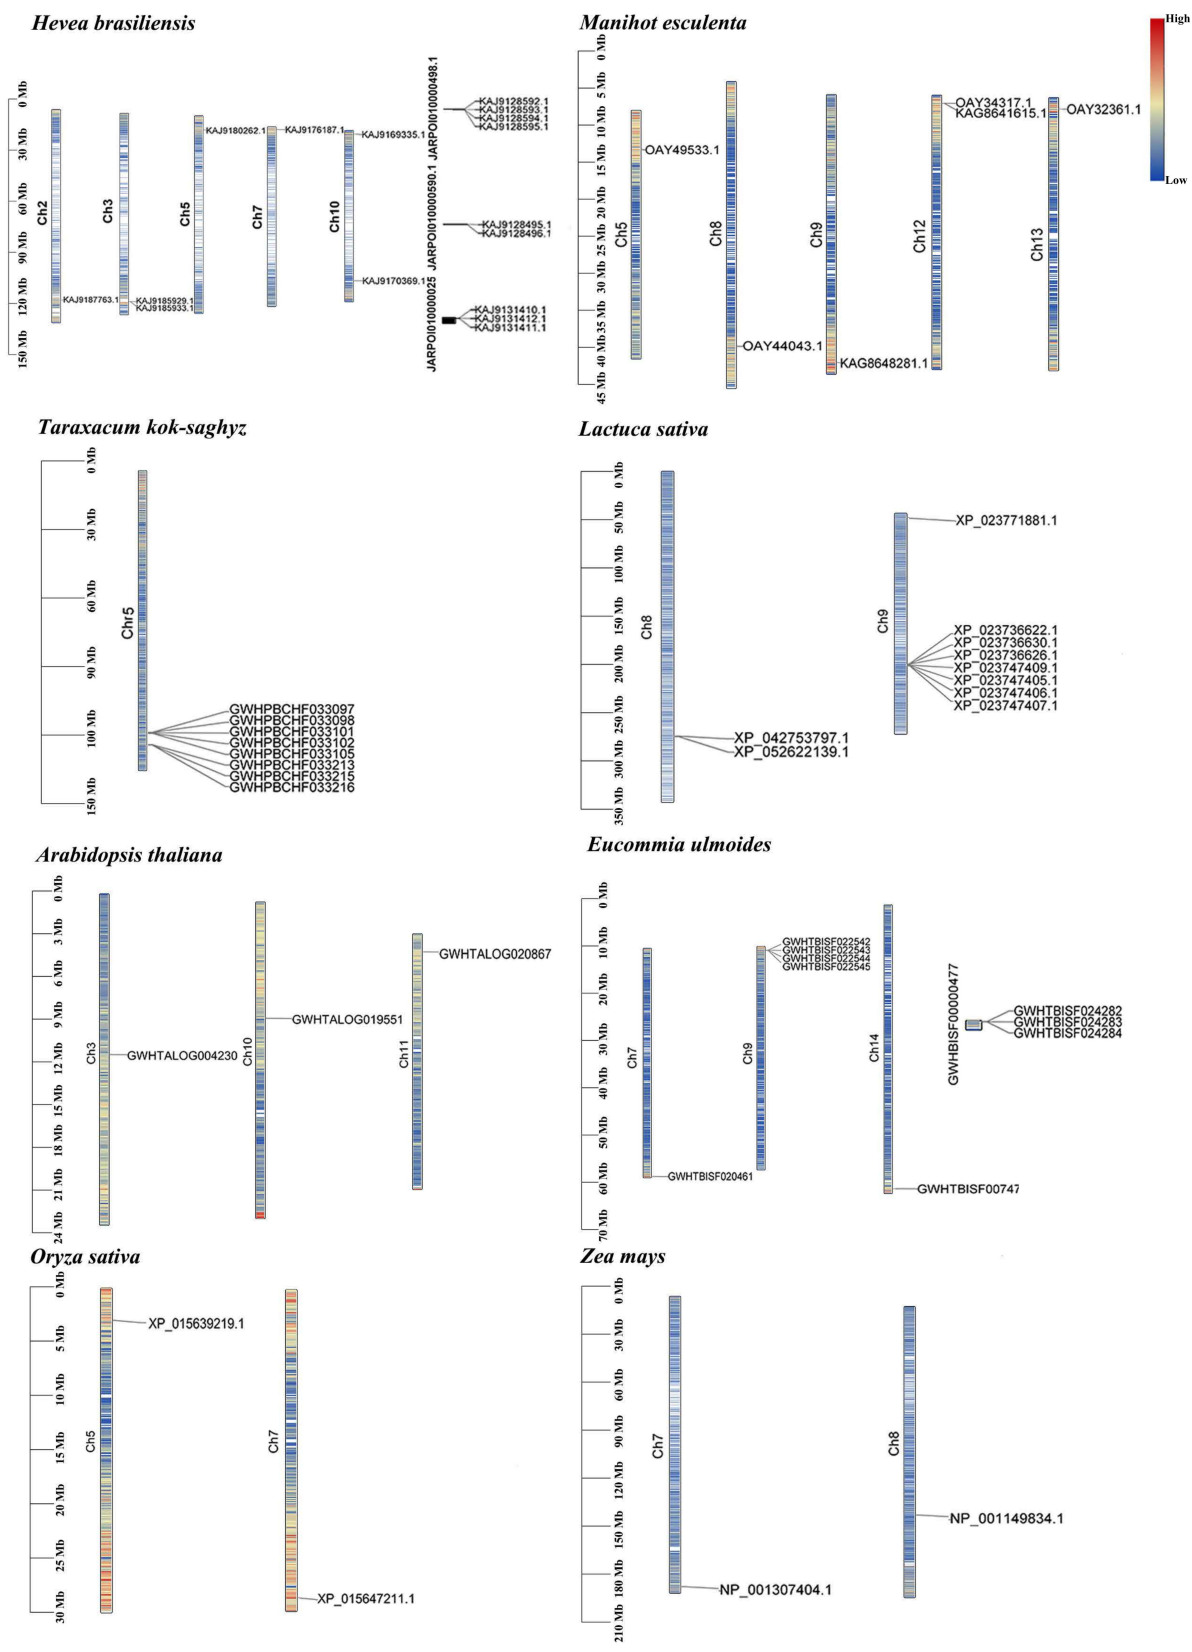 Hevea brasiliensis
0 Mb
30 Mb
60 Mb
90 Mb
120 Mb
150 Mb
Ch2
KAJ9187763.1
Ch3
KAJ9185929.1
KAJ9185933.1
Ch5
KAJ9180262.1
Ch7
KAJ9176187.1
Ch10
KAJ9169335.1
KAJ9170369.1
JARPOI010000498.1
KAJ9128592.1
KAJ9128593.1
KAJ9128594.1
KAJ9128595.1
JARPOI010000590.1
KAJ9128495.1
KAJ9128496.1
JARPOI010000025
KAJ9131410.1
KAJ9131412.1
KAJ9131411.1
Manihot esculenta
0 Mb
5 Mb
10 Mb
15 Mb
20 Mb
25 Mb
30 Mb
35 Mb
40 Mb
45 Mb
Ch5
OAY49533.1
Ch8
OAY44043.1
Ch9
KAG8648281.1
Ch12
OAY34317.1
KAG8641615.1
Ch13
OAY32361.1
High
Low
Taraxacum kok-saghyz
0 Mb
30 Mb
60 Mb
90 Mb
100 Mb
150 Mb
Chr5
GWHPBCHF033097
GWHPBCHF033098
GWHPBCHF033101
GWHPBCHF033102
GWHPBCHF033105
GWHPBCHF033213
GWHPBCHF033215
GWHPBCHF033216
Lactuca sativa
0 Mb
50 Mb
100 Mb
150 Mb
200 Mb
250 Mb
300 Mb
350 Mb
Ch8
XP_042753797.1
XP_052622139.1
Ch9
XP_023771881.1
XP_023736622.1
XP_023736630.1
XP_023736626.1
XP_023747409.1
XP_023747405.1
XP_023747406.1
XP_023747407.1
Arabidopsis thaliana
0 Mb
3 Mb
6 Mb
9 Mb
12 Mb
15 Mb
18 Mb
21 Mb
24 Mb
Ch3
GWHTALOG004230
Ch10
GWHTALOG019551
Ch11
GWHTALOG020867
Eucommia ulmoides
0 Mb
10 Mb
20 Mb
30 Mb
40 Mb
50 Mb
60 Mb
70 Mb
Ch7
GWHTBISF020461
Ch9
GWHTBISF022542
GWHTBISF022543
GWHTBISF022544
GWHTBISF022545
Ch14
GWHTBISF00747
GWHBISF00000477
GWHTBISF024282
GWHTBISF024283
GWHTBISF024284
Oryza sativa
0 Mb
5 Mb
10 Mb
15 Mb
20 Mb
25 Mb
30 Mb
Ch5
XP_015639219.1
Ch7
XP_015647211.1
Zea mays
0 Mb
30 Mb
60 Mb
90 Mb
120 Mb
150 Mb
180 Mb
210 Mb
Ch7
NP_001307404.1
Ch8
NP_001149834.1